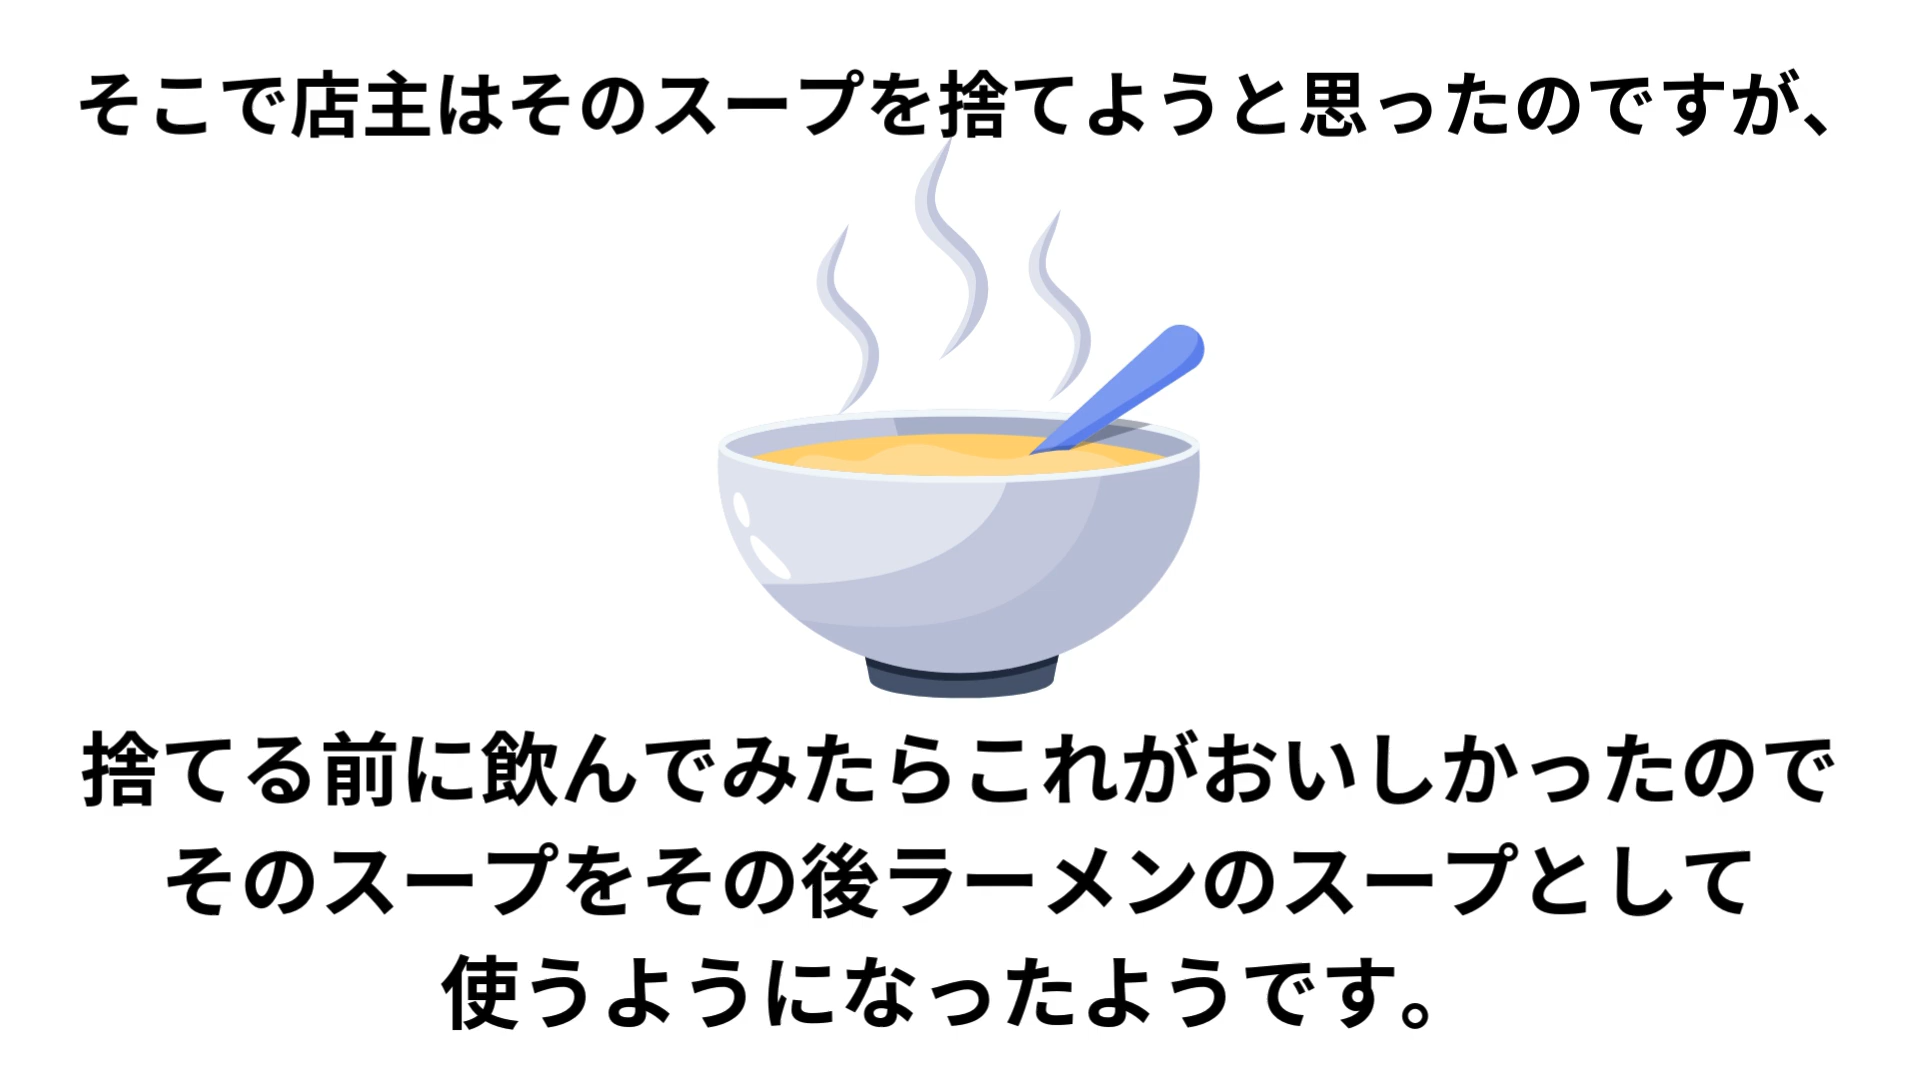 そこで店主はそのスープを捨てようと思ったのですが、
捨てる前に飲んでみたらこれがおいしかったので
そのスープをその後ラーメンのスープとして
使うようになったようです。